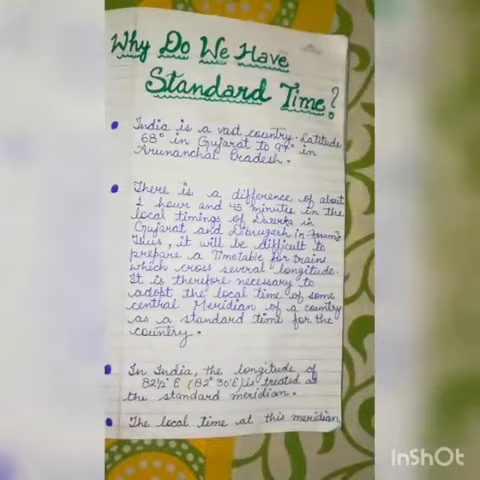 Why Do We Have
Standard Time?
India is a vast country. Latitude
68° in Gujarat to 97° in
Arunanchal Pradesh.
There is a difference of about
1 hour and 45 minutes in the
local timings of Dwarka in
Gujarat and Dibrugarh in
Thus, it will be difficult to
prepare a Timetable for trains
which cross several longitude.
It is therefore necessary to
adopt the local time of some
central Meridian of a country
as a standard time for the
country.
In India, the longitude of
82½° E (82° 30'E) is treated as
the standard meridian.
The local time at this meridian
InShOt